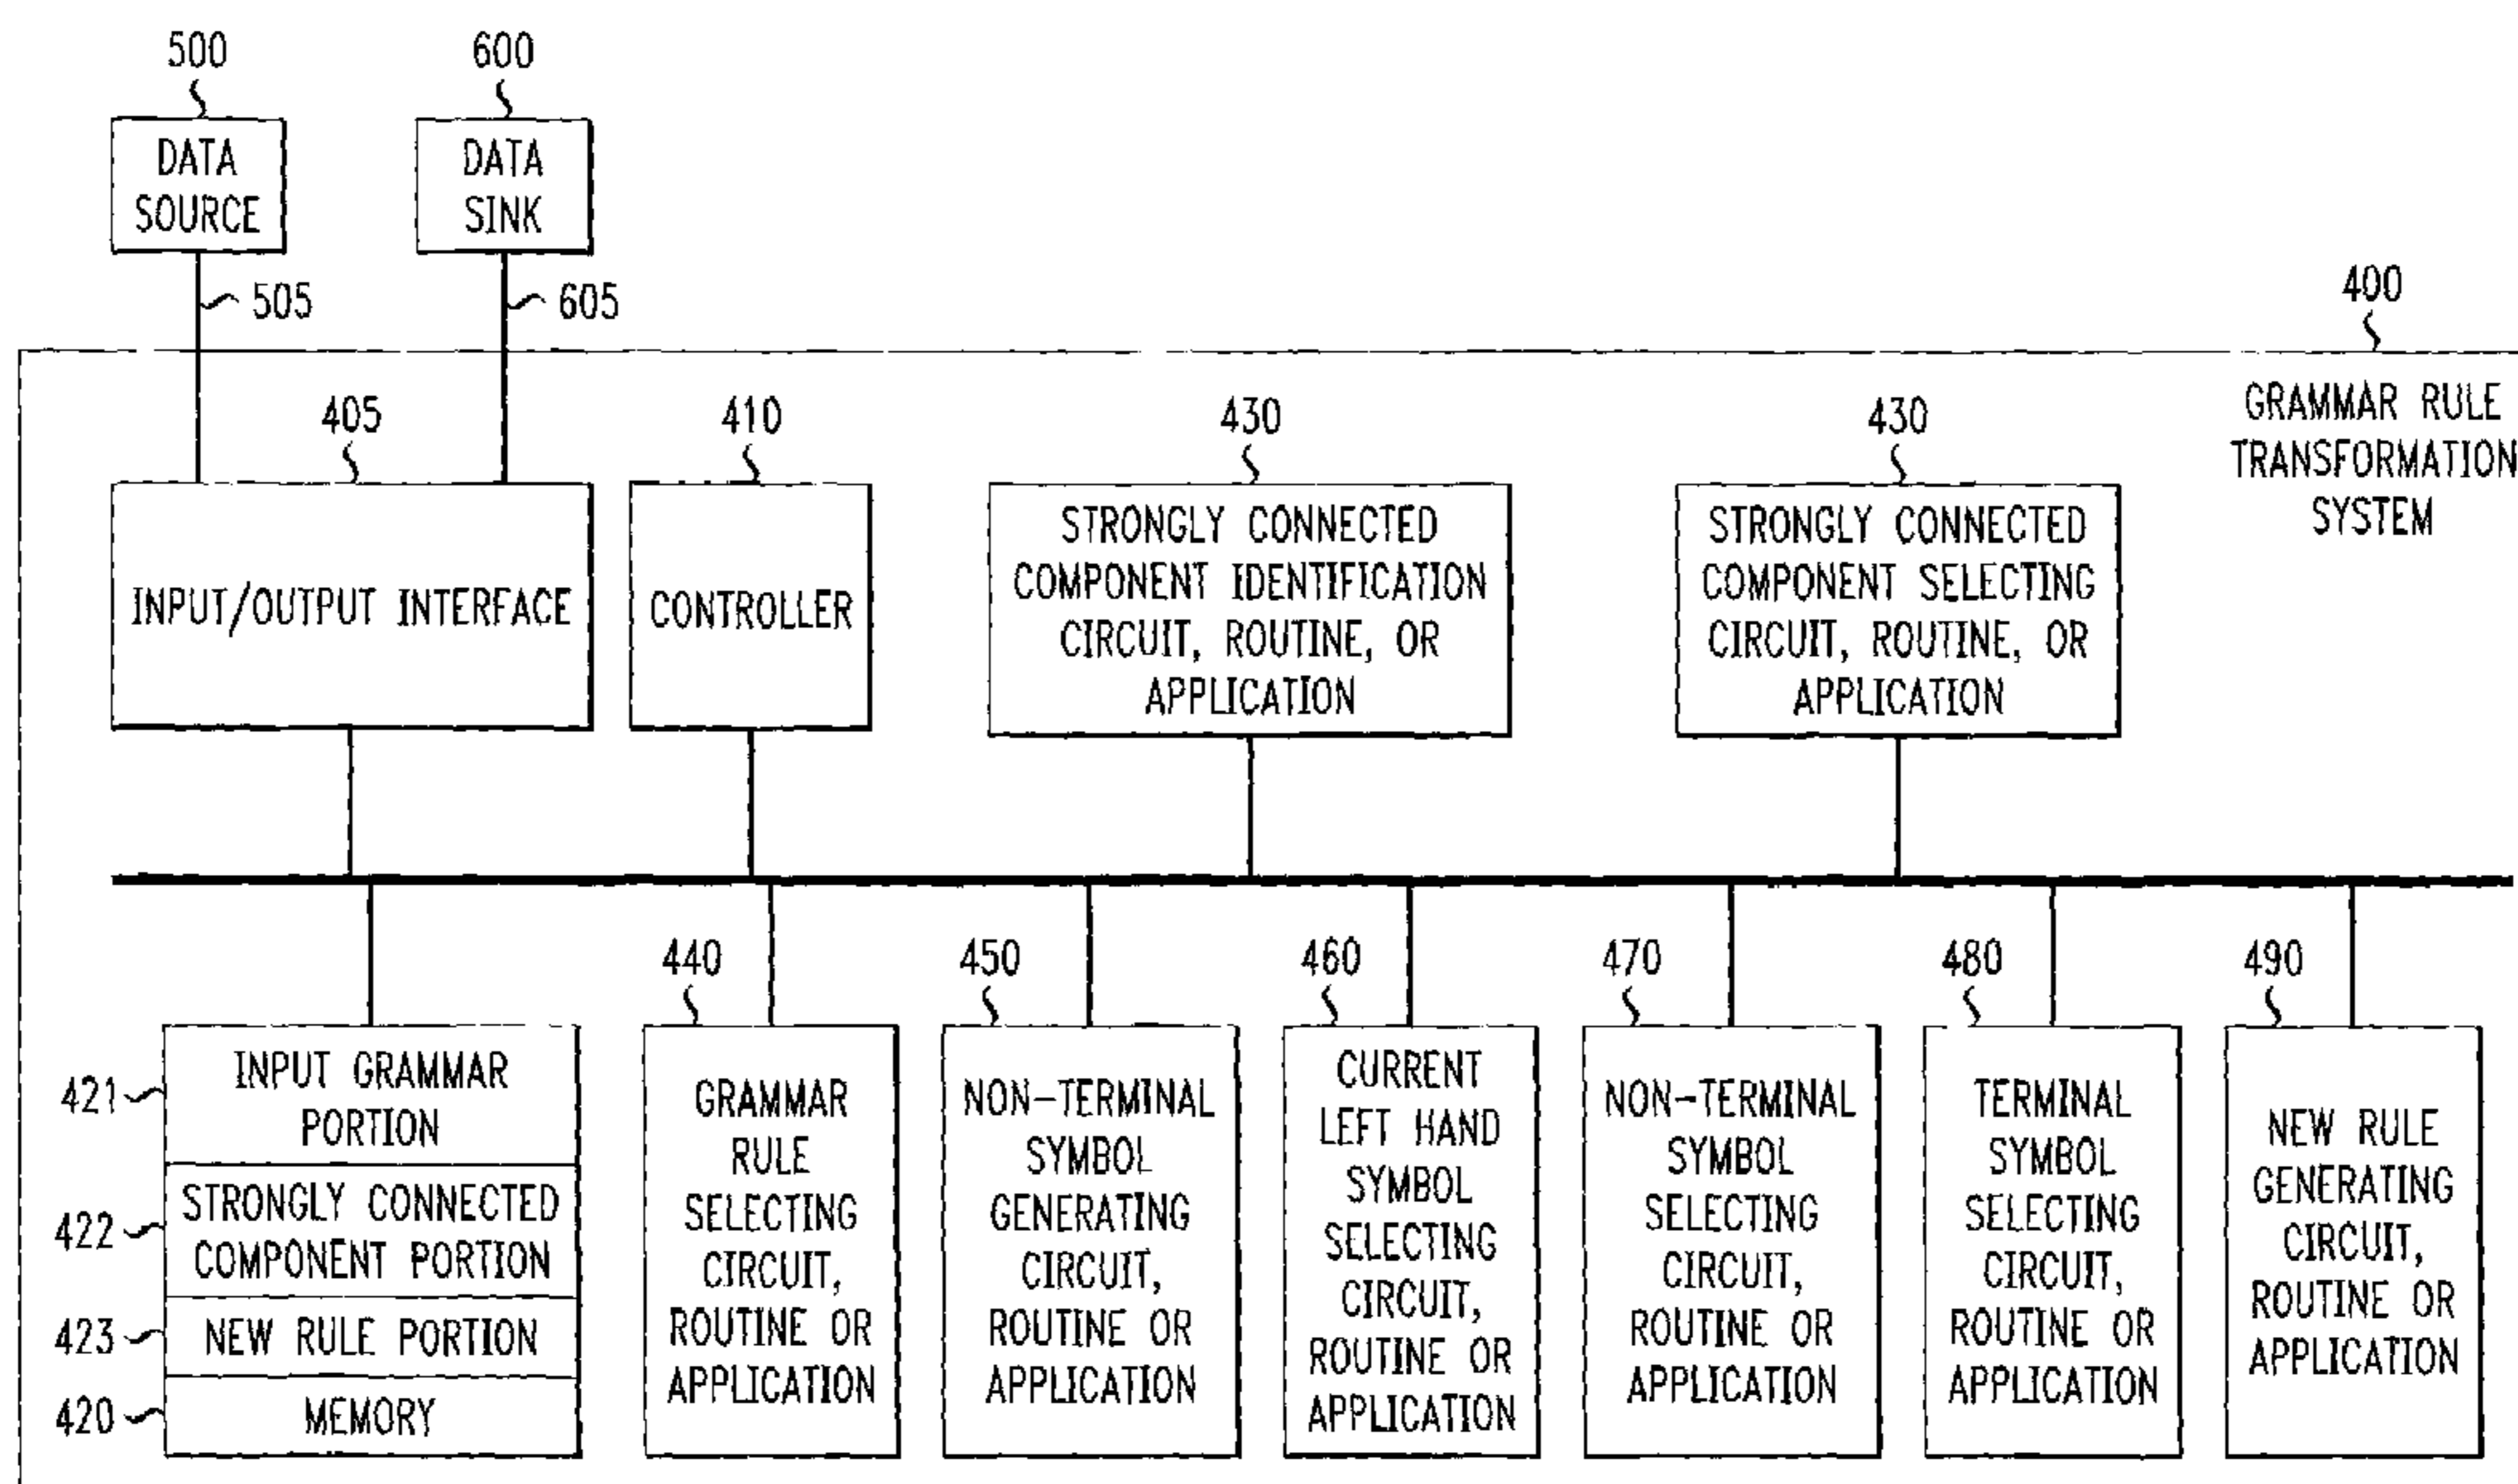 500
600
DATA
SOURCE
DATA
SINK
505
605
400
GRAMMAR RULE
TRANSFORMATION
SYSTEM
405
410
430
430
INPUT/OUTPUT INTERFACE
CONTROLLER
STRONGLY CONNECTED
COMPONENT IDENTIFICATION
CIRCUIT, ROUTINE, OR
APPLICATION
STRONGLY CONNECTED
COMPONENT SELECTING
CIRCUIT, ROUTINE, OR
APPLICATION
440
450
460
470
480
490
421
INPUT GRAMMAR
PORTION
422
STRONGLY CONNECTED
COMPONENT PORTION
423
NEW RULE PORTION
420
MEMORY
GRAMMAR
RULE
SELECTING
CIRCUIT,
ROUTINE OR
APPLICATION
NON-TERMINAL
SYMBOL
GENERATING
CIRCUIT,
ROUTINE OR
APPLICATION
CURRENT
LEFT HAND
SYMBOL
SELECTING
CIRCUIT,
ROUTINE OR
APPLICATION
NON-TERMINAL
SYMBOL
SELECTING
CIRCUIT,
ROUTINE OR
APPLICATION
TERMINAL
SYMBOL
SELECTING
CIRCUIT,
ROUTINE OR
APPLICATION
NEW RULE
GENERATING
CIRCUIT,
ROUTINE OR
APPLICATION